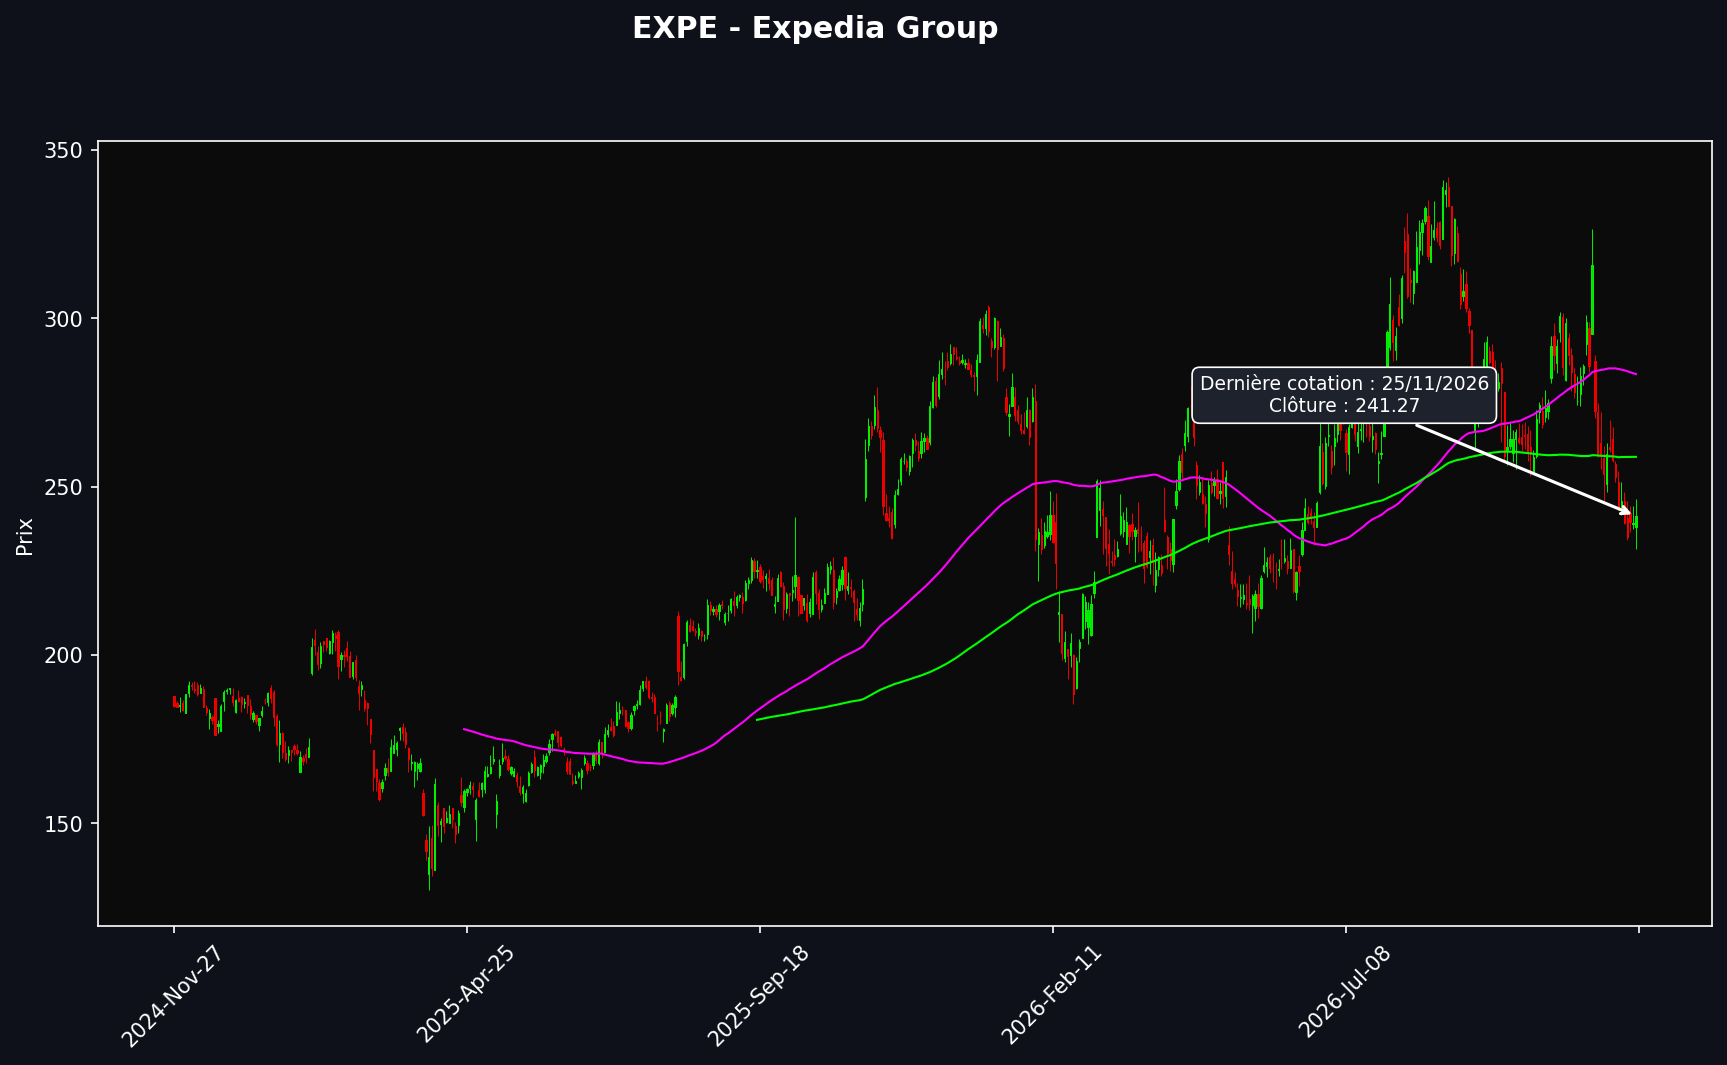 EXPE - Expedia Group
Prix
350
300
250
200
150
Dernière cotation : 25/11/2026
Clôture : 241.27
2024-Nov-27
2025-Apr-25
2025-Sep-18
2026-Feb-11
2026-Jul-08